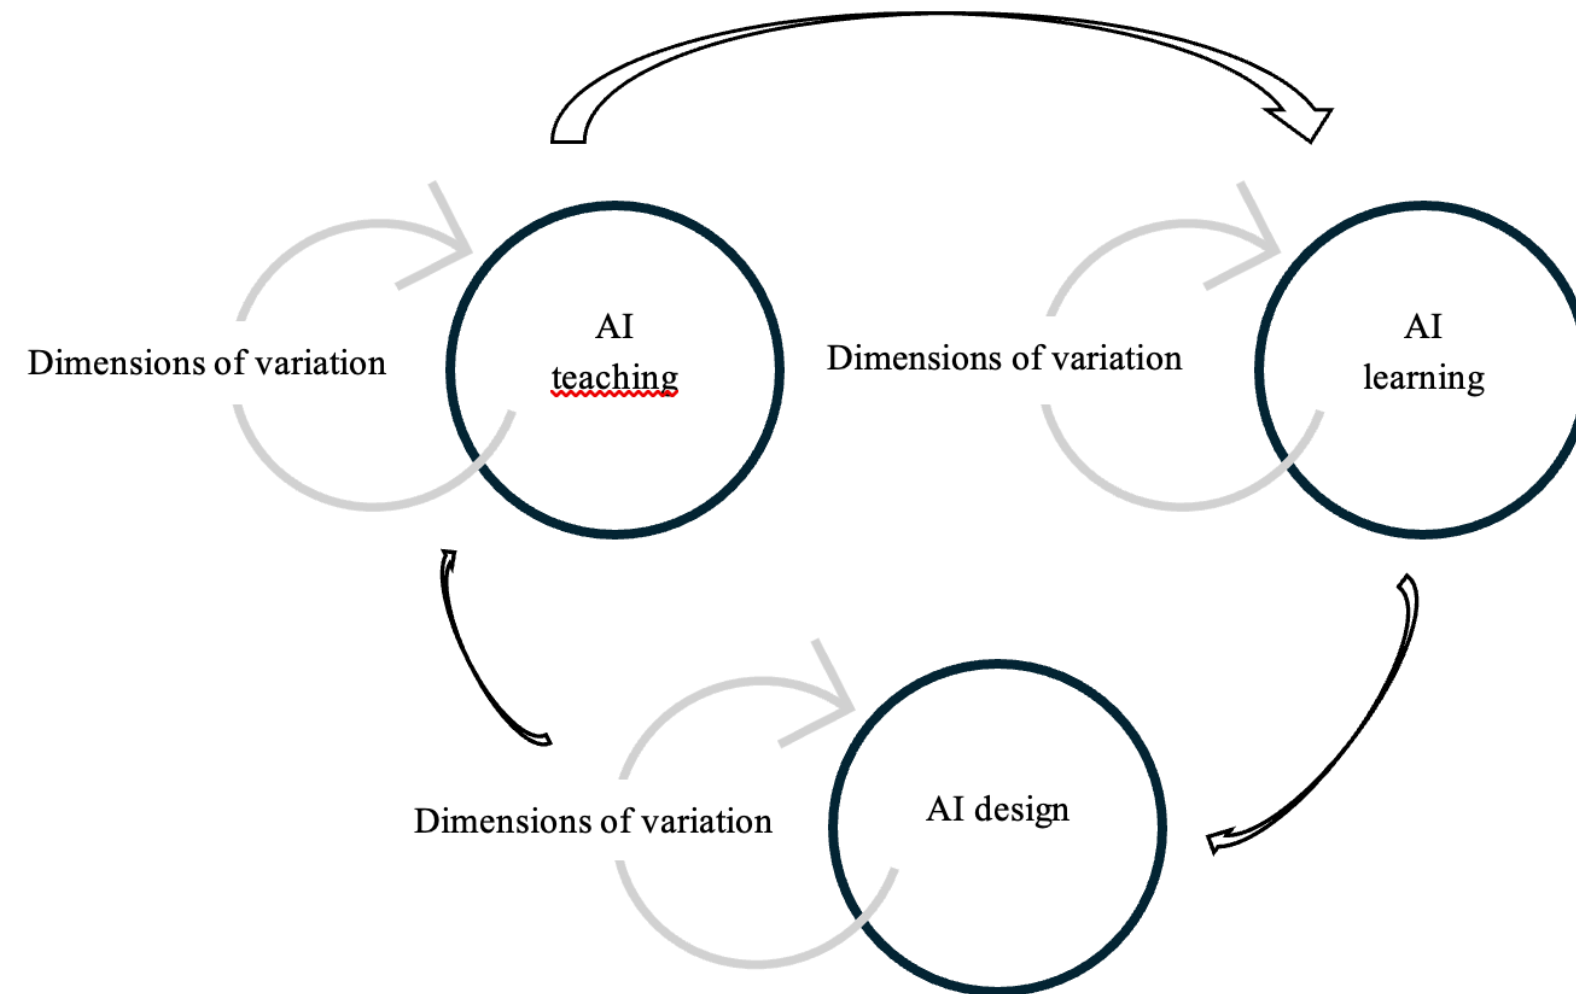 Dimensions of variation
AI
teaching
Dimensions of variation
AI
learning
Dimensions of variation
AI design